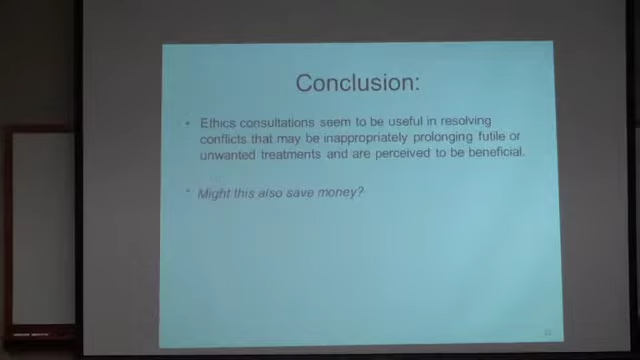 Conclusion:
• Ethics consultations seem to be useful in resolving
conflicts that may be inappropriately prolonging futile or
unwanted treatments and are perceived to be beneficial.
• Might this also save money?